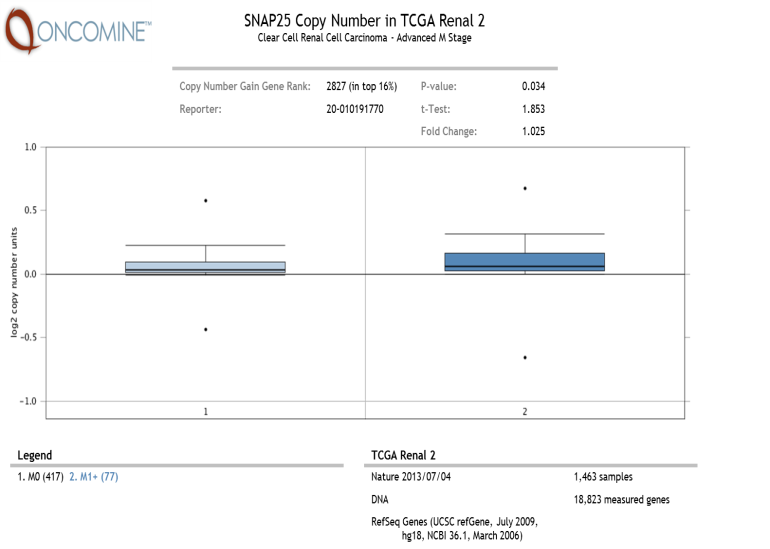 ONCOMINE™
SNAP25 Copy Number in TCGA Renal 2
Clear Cell Renal Cell Carcinoma - Advanced M Stage
Copy Number Gain Gene Rank: 2827 (in top 16%) P-value: 0.034
Reporter: 20-010191770 t-Test: 1.853
Fold Change: 1.025
log2 copy number units
1.0
0.5
0.0
-0.5
-1.0
1 2
Legend
1. M0 (417) 2. M1+ (77)
TCGA Renal 2
Nature 2013/07/04 1,463 samples
DNA 18,823 measured genes
RefSeq Genes (UCSC refGene, July 2009,
hg18, NCBI 36.1, March 2006)